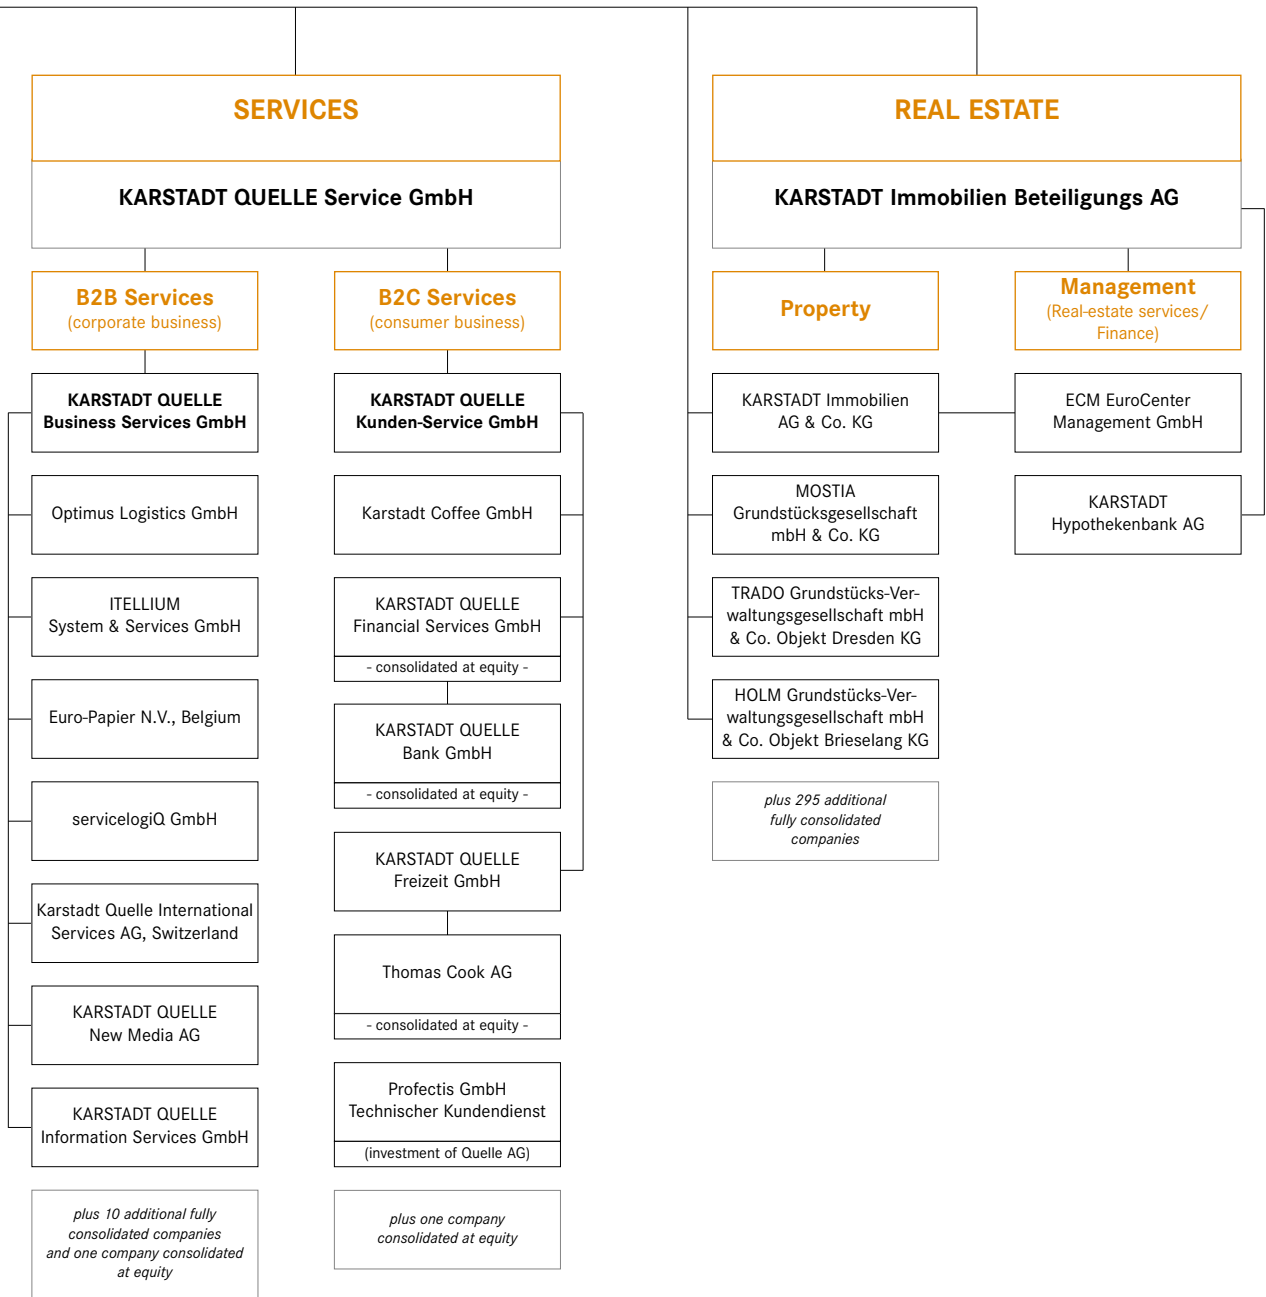 SERVICES
KARSTADT QUELLE Service GmbH
B2B Services
(corporate business)
KARSTADT QUELLE
Business Services GmbH
Optimus Logistics GmbH
ITELLIUM
System & Services GmbH
Euro-Papier N.V., Belgium
servicelogiQ GmbH
Karstadt Quelle International
Services AG, Switzerland
KARSTADT QUELLE
New Media AG
KARSTADT QUELLE
Information Services GmbH
plus 10 additional fully
consolidated companies
and one company consolidated
at equity
B2C Services
(consumer business)
KARSTADT QUELLE
Kunden-Service GmbH
Karstadt Coffee GmbH
KARSTADT QUELLE
Financial Services GmbH
- consolidated at equity -
KARSTADT QUELLE
Bank GmbH
- consolidated at equity -
KARSTADT QUELLE
Freizeit GmbH
Thomas Cook AG
- consolidated at equity -
Profectis GmbH
Technischer Kundendienst
(investment of Quelle AG)
plus one company
consolidated at equity
REAL ESTATE
KARSTADT Immobilien Beteiligungs AG
Property
KARSTADT Immobilien
AG & Co. KG
MOSTIA
Grundstücksgesellschaft
mbH & Co. KG
TRADO Grundstücks-Ver-
waltungsgesellschaft mbH
& Co. Objekt Dresden KG
HOLM Grundstücks-Ver-
waltungsgesellschaft mbH
& Co. Objekt Brieselang KG
plus 295 additional
fully consolidated
companies
Management
(Real-estate services/
Finance)
ECM EuroCenter
Management GmbH
KARSTADT
Hypothekenbank AG